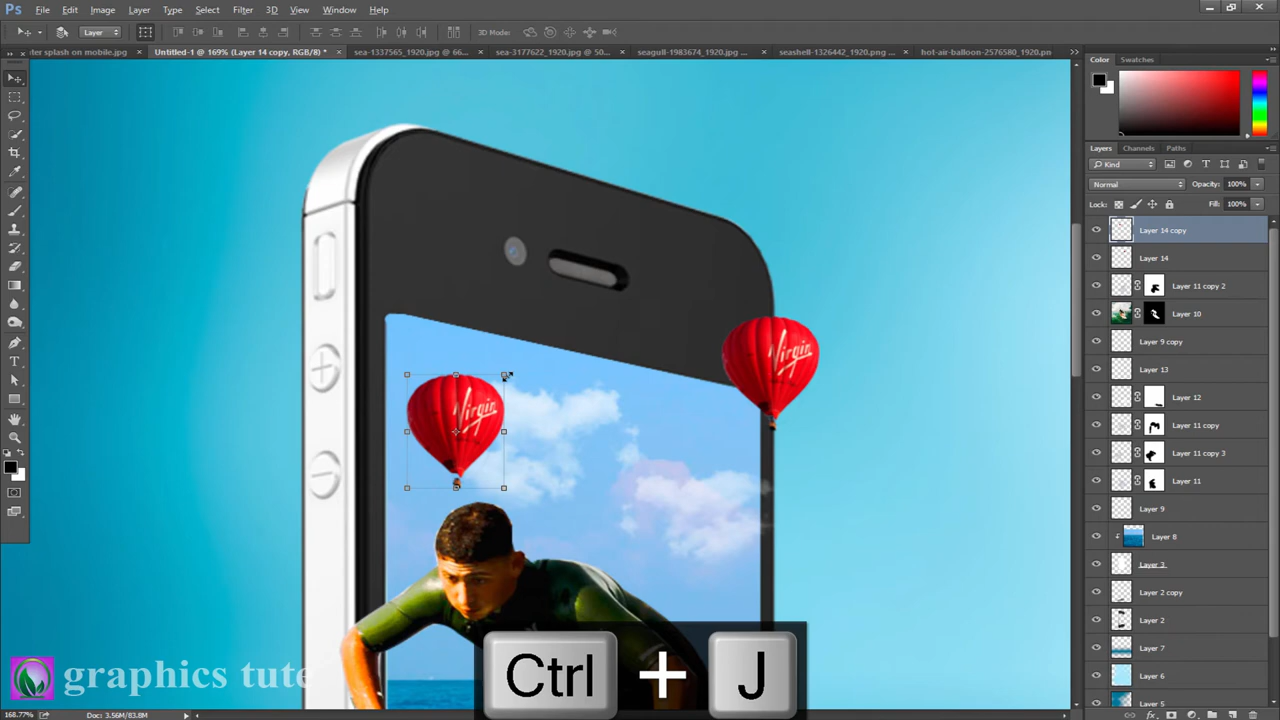 Ps File Edit Image Layer Type Select Filter 3D View Window Help
Layer 3D Mode:
ter splash on mobile.jpg × Untitled-1 @ 169% (Layer 14 copy, RGB/8) * × sea-1337565_1920.jpg @ 66... × sea-3177622_1920.jpg @ 50... × seagull-1983674_1920.jpg ... × seashell-1326442_1920.png ... × hot-air-balloon-2576580_1920.pn
Color Swatches
Layers Channels Paths
Kind
Normal Opacity: 100%
Lock: Fill: 100%
Layer 14 copy
Layer 14
Layer 11 copy 2
Layer 10
Layer 9 copy
Layer 13
Layer 12
Layer 11 copy
Layer 11 copy 3
Layer 11
Layer 9
Layer 8
Layer 3
Layer 2 copy
Layer 2
Layer 7
Layer 6
Layer 5
Virgin
Virgin
Ctrl + J
graphics tute
168.77% Doc: 3.56M/83.8M